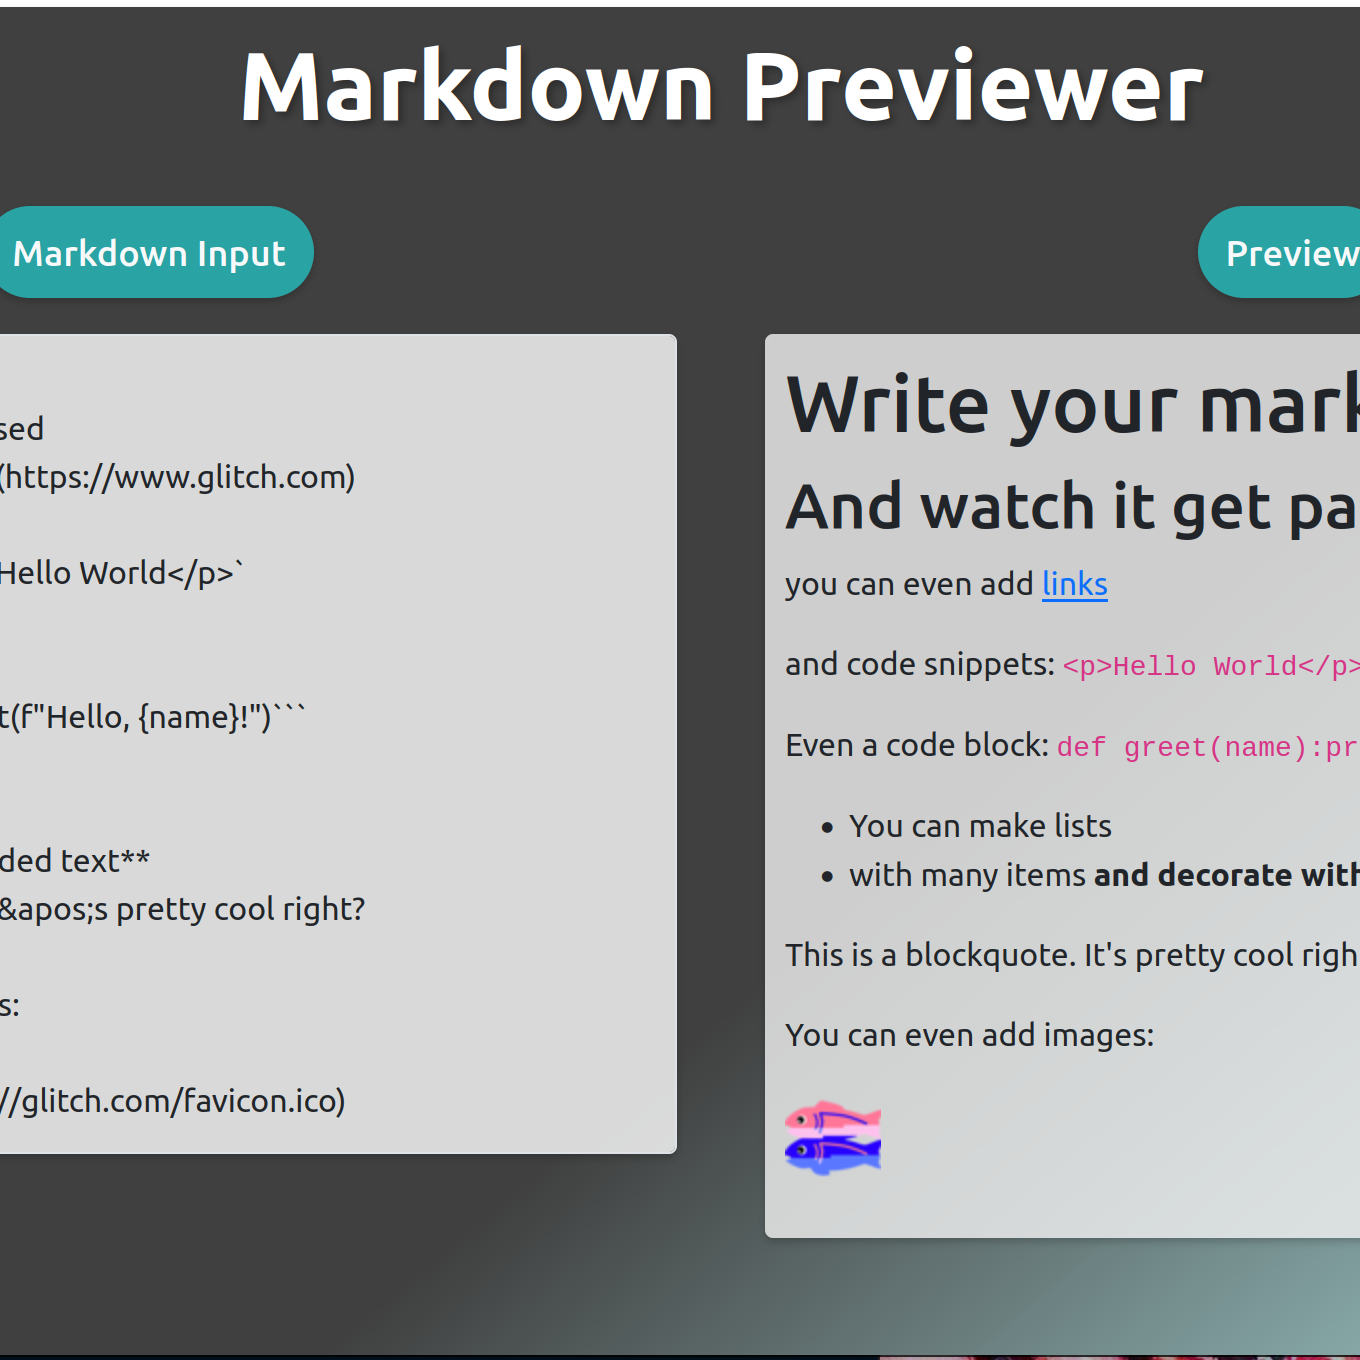 Markdown Previewer
Markdown Input
Preview
sed
(https://www.glitch.com)
Hello World</p>`
t(f"Hello, {name}!")```
ded text**
&apos;s pretty cool right?
s:
//glitch.com/favicon.ico)
Write your mark
And watch it get pa
you can even add links
and code snippets: <p>Hello World</p>
Even a code block: def greet(name):pr
• You can make lists
• with many items and decorate with
This is a blockquote. It's pretty cool righ
You can even add images: